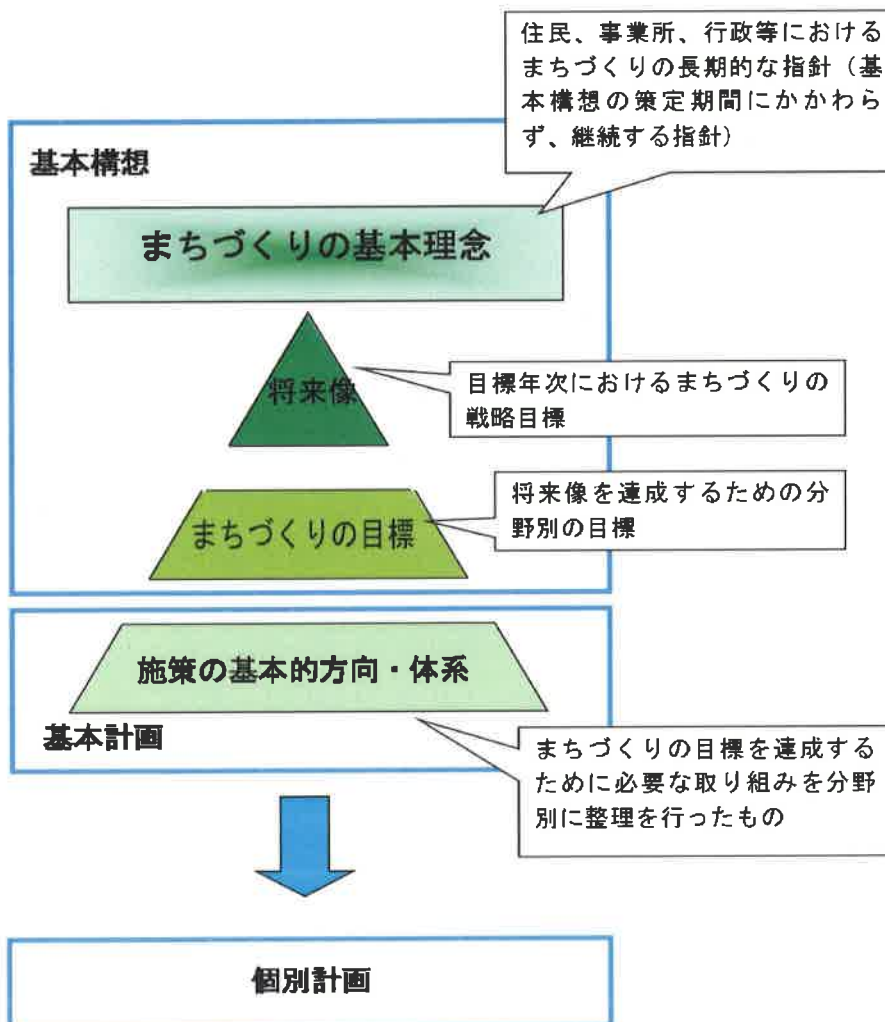 住民、事業所、行政等における
まちづくりの長期的な指針（基
本構想の策定期間にかかわら
ず、継続する指針）
基本構想
まちづくりの基本理念
将来像
目標年次におけるまちづくりの
戦略目標
まちづくりの目標
将来像を達成するための分
野別の目標
施策の基本的方向・体系
基本計画
まちづくりの目標を達成する
ために必要な取り組みを分野
別に整理を行ったもの
個別計画